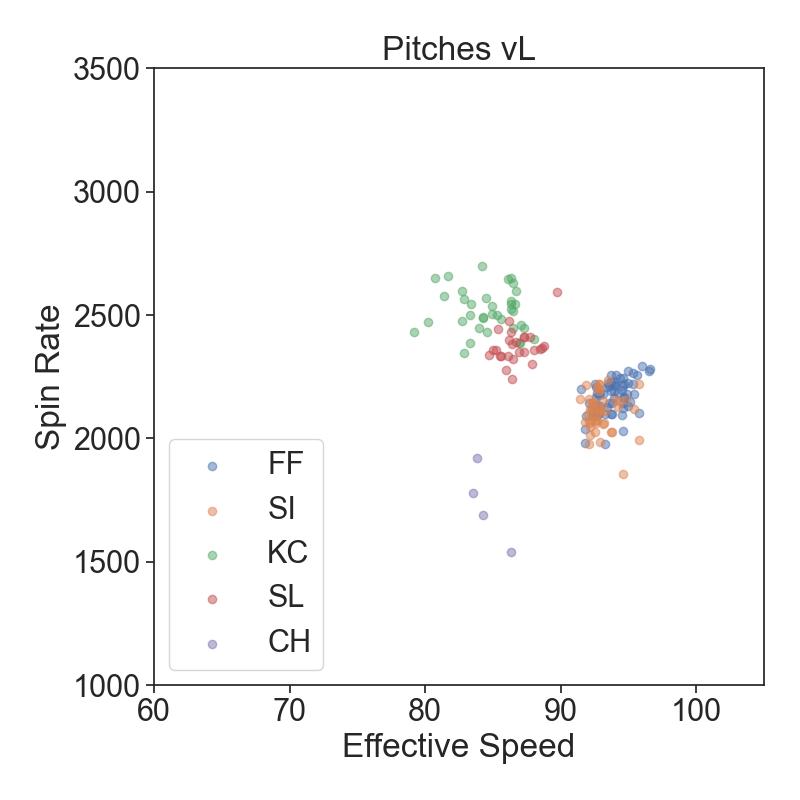 Pitches vL
3500
3000
2500
2000
1500
1000
Spin Rate
FF
SI
KC
SL
CH
60 70 80 90 100
Effective Speed